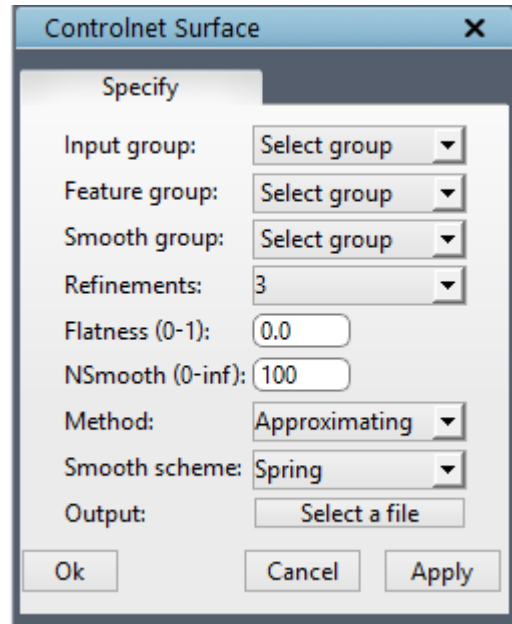 Controlnet Surface
Specify
Input group: Select group
Feature group: Select group
Smooth group: Select group
Refinements: 3
Flatness (0-1): 0.0
NSmooth (0-inf): 100
Method: Approximating
Smooth scheme: Spring
Output: Select a file
Ok Cancel Apply